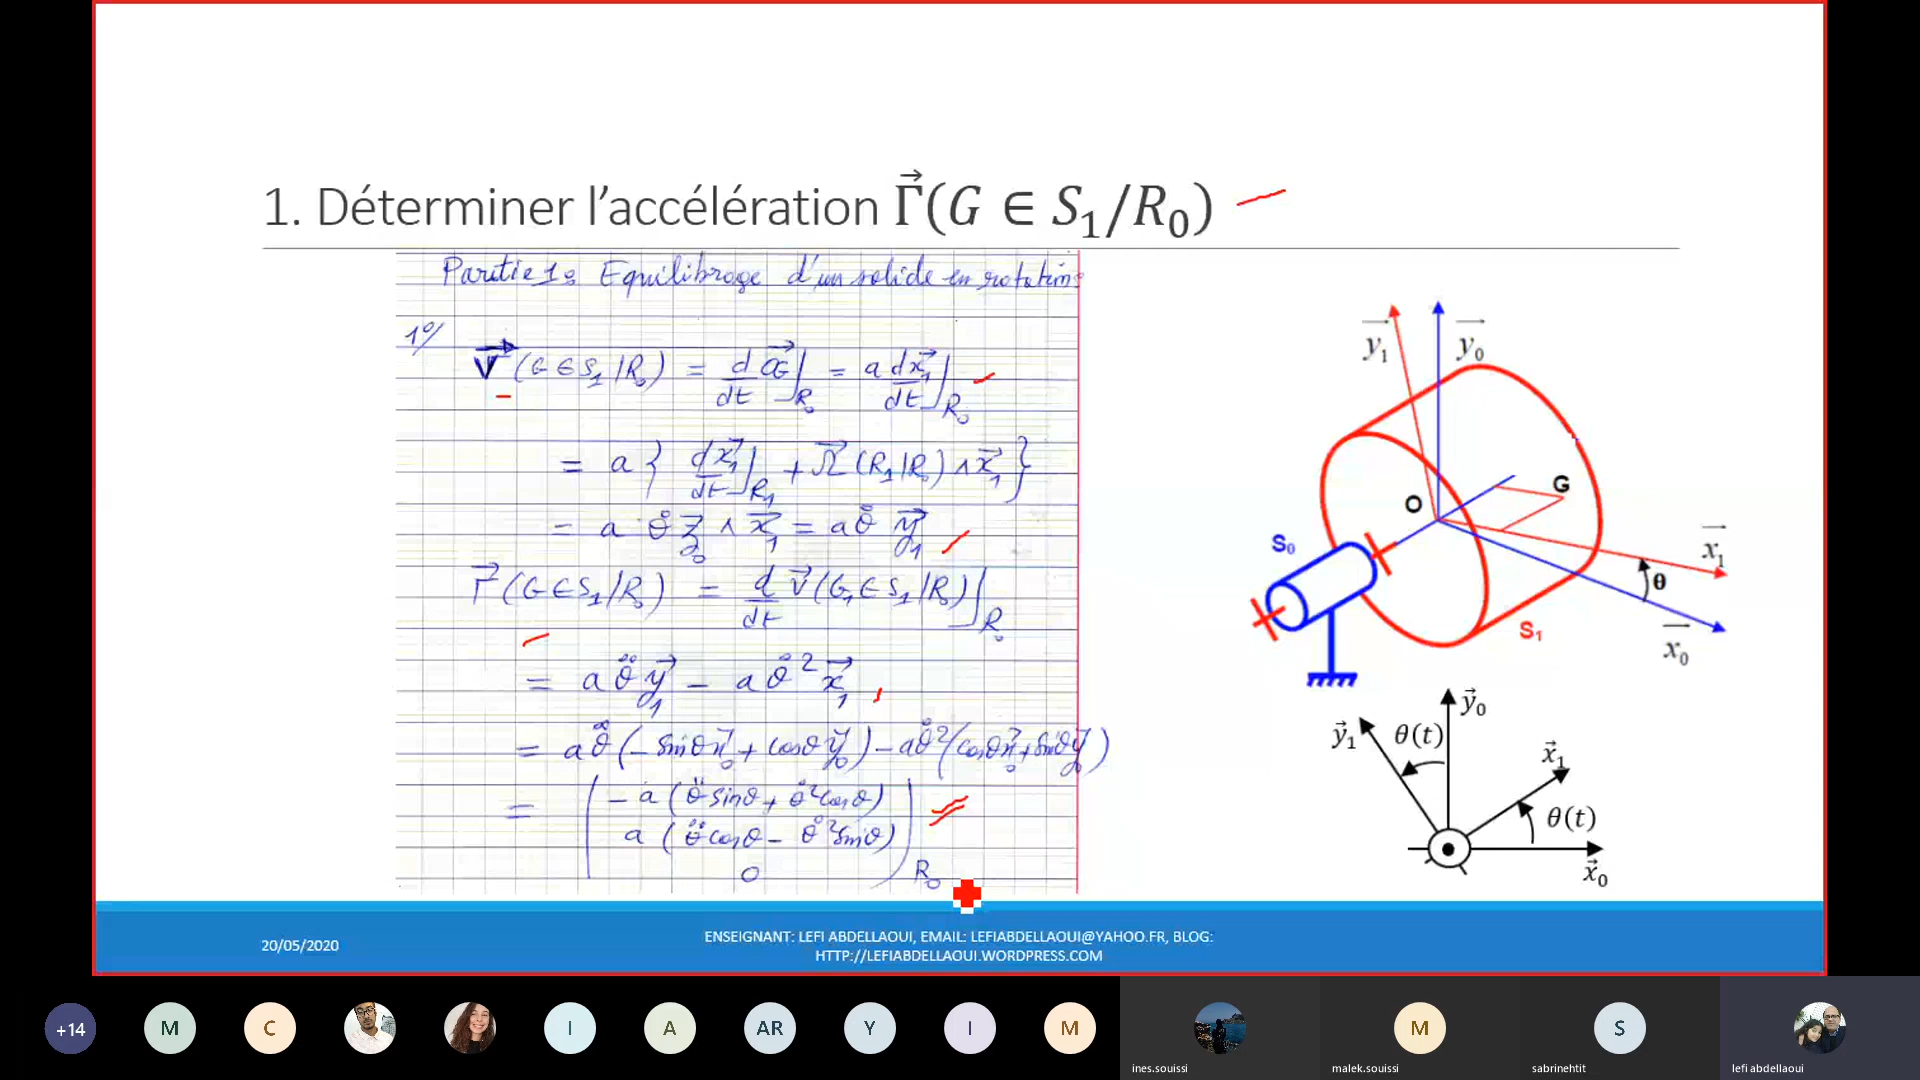 1. Déterminer l'accélération Γ⃗(G ∈ S₁/R₀)
Partie 1: Equilibrage d'un solide en rotation:
1°/
V⃗(G∈S₁/R₀) = d/dt OG⃗]R₀ = a dx⃗₁/dt]R₀
= a { dx⃗₁/dt]R₁ + Ω⃗(R₁/R₀) ∧ x⃗₁ }
= a θ̇ z⃗₀ ∧ x⃗₁ = a θ̇ y⃗₁
Γ⃗(G∈S₁/R₀) = d/dt V⃗(G∈S₁/R₀)]R₀
= a θ̈ y⃗₁ − a θ̇² x⃗₁
= a θ̈ (−sinθ x⃗₀ + cosθ y⃗₀) − a θ̇² (cosθ x⃗₀ + sinθ y⃗₀)
= ( −a (θ̈ sinθ + θ̇² cosθ)
a (θ̈ cosθ − θ̇² sinθ)
0 )R₀
y₁ y₀
G
O
S₀
x₁
θ
S₁
x₀
y⃗₀
y⃗₁ θ(t)
x⃗₁
θ(t)
x⃗₀
20/05/2020
ENSEIGNANT: LEFI ABDELLAOUI, EMAIL: LEFIABDELLAOUI@YAHOO.FR, BLOG:
HTTP://LEFIABDELLAOUI.WORDPRESS.COM
+14 M C I A AR Y I M M S
ines.souissi malek.souissi sabrinehtit lefi abdellaoui